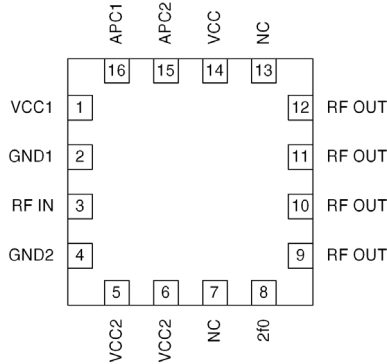 APC1 APC2 VCC NC
16 15 14 13
VCC1 1 12 RF OUT
GND1 2 11 RF OUT
RF IN 3 10 RF OUT
GND2 4 9 RF OUT
5 6 7 8
VCC2 VCC2 NC 2f0